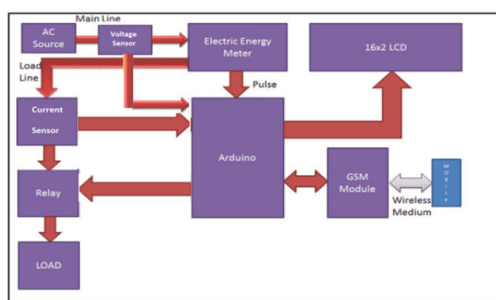 Main Line
AC
Source
Voltage
Sensor
Electric Energy
Meter
16x2 LCD
Load
Line
Pulse
Current
Sensor
Arduino
Relay
GSM
Module
MOBILE
Wireless
Medium
LOAD